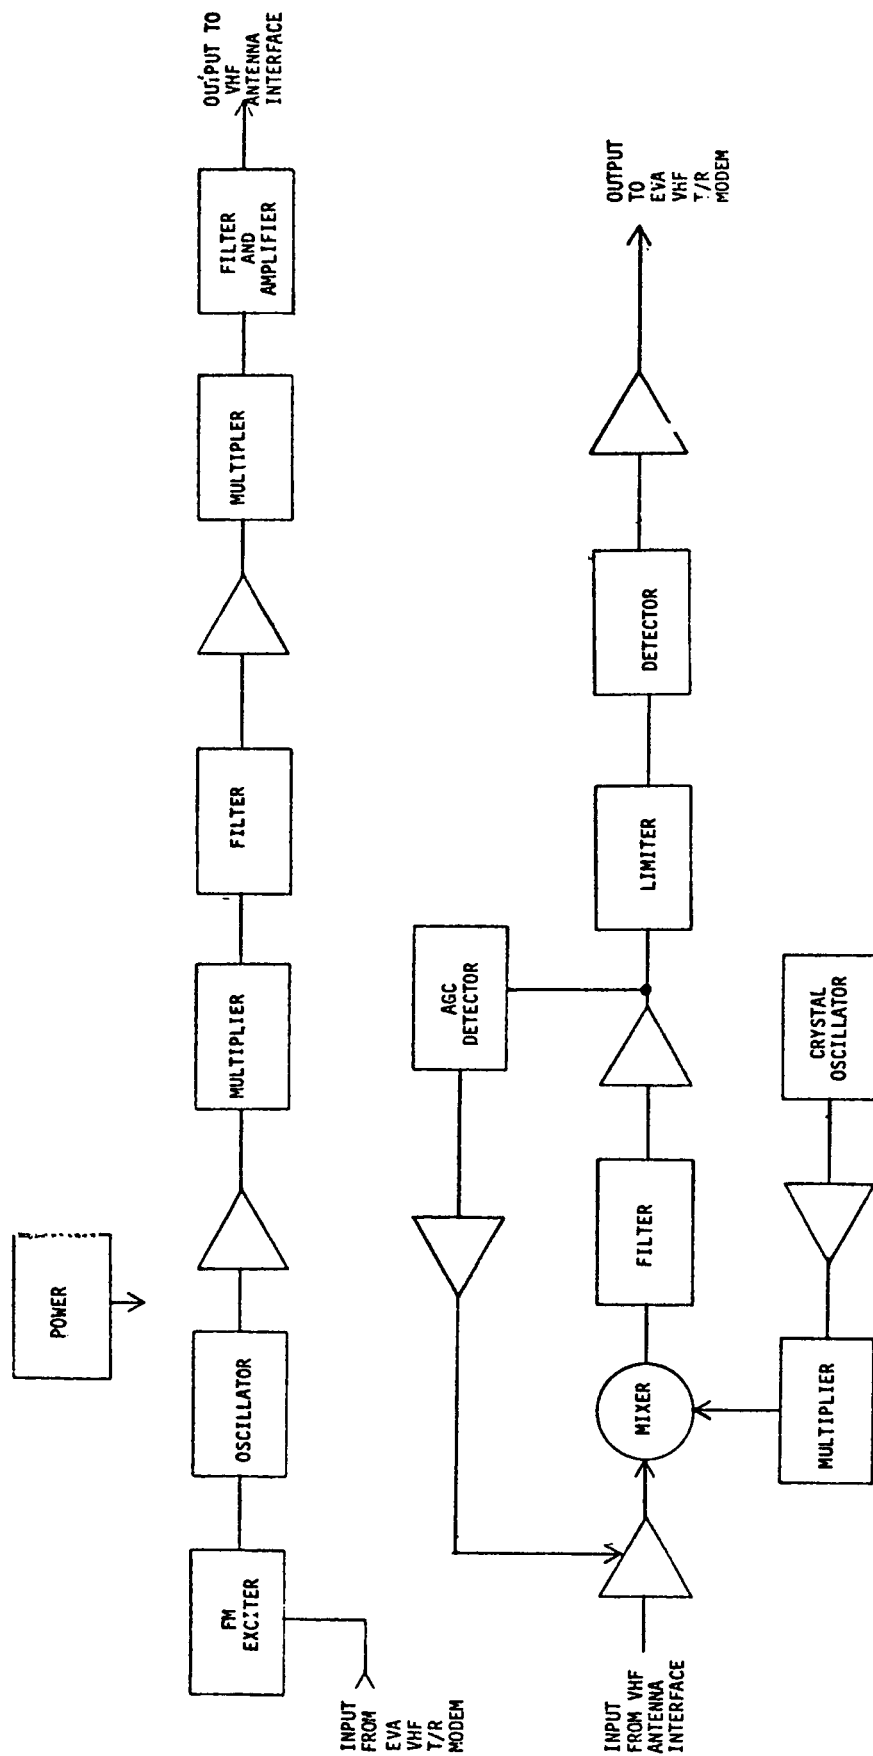 POWER
INPUT
FROM
EVA
VHF
T/R
MODEM
FM
EXCITER
OSCILLATOR
MULTIPLIER
FILTER
MULTIPLER
FILTER
AND
AMPLIFIER
OUTPUT TO
VHF
ANTENNA
INTERFACE
AGC
DETECTOR
INPUT
FROM VHF
ANTENNA
INTERFACE
MIXER
FILTER
LIMITER
DETECTOR
OUTPUT
TO
EVA
VHF
T/R
MODEM
MULTIPLIER
CRYSTAL
OSCILLATOR